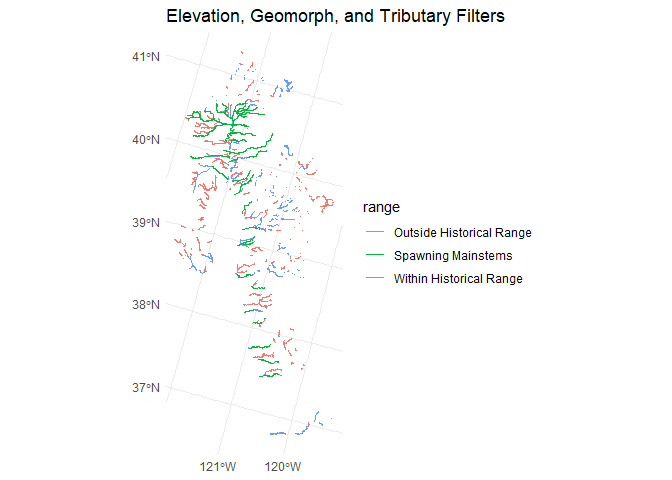 Elevation, Geomorph, and Tributary Filters
41°N
40°N
39°N
38°N
37°N
121°W
120°W
range
Outside Historical Range
Spawning Mainstems
Within Historical Range